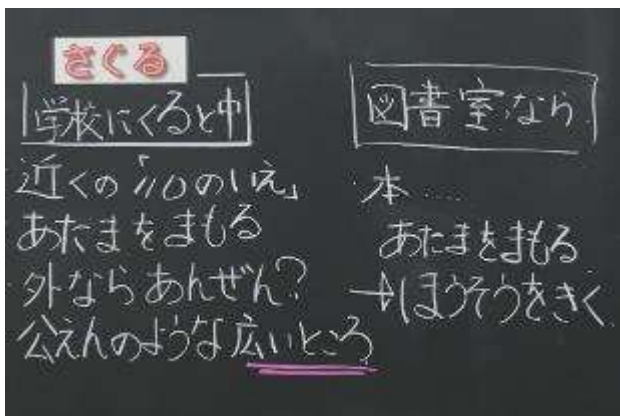 さぐる
学校にくると中
近くの「110のいえ」
あたまをまもる
外ならあんぜん?
公えんのような広いところ
図書室なら
本……
あたまをまもる
→ほうそうをきく